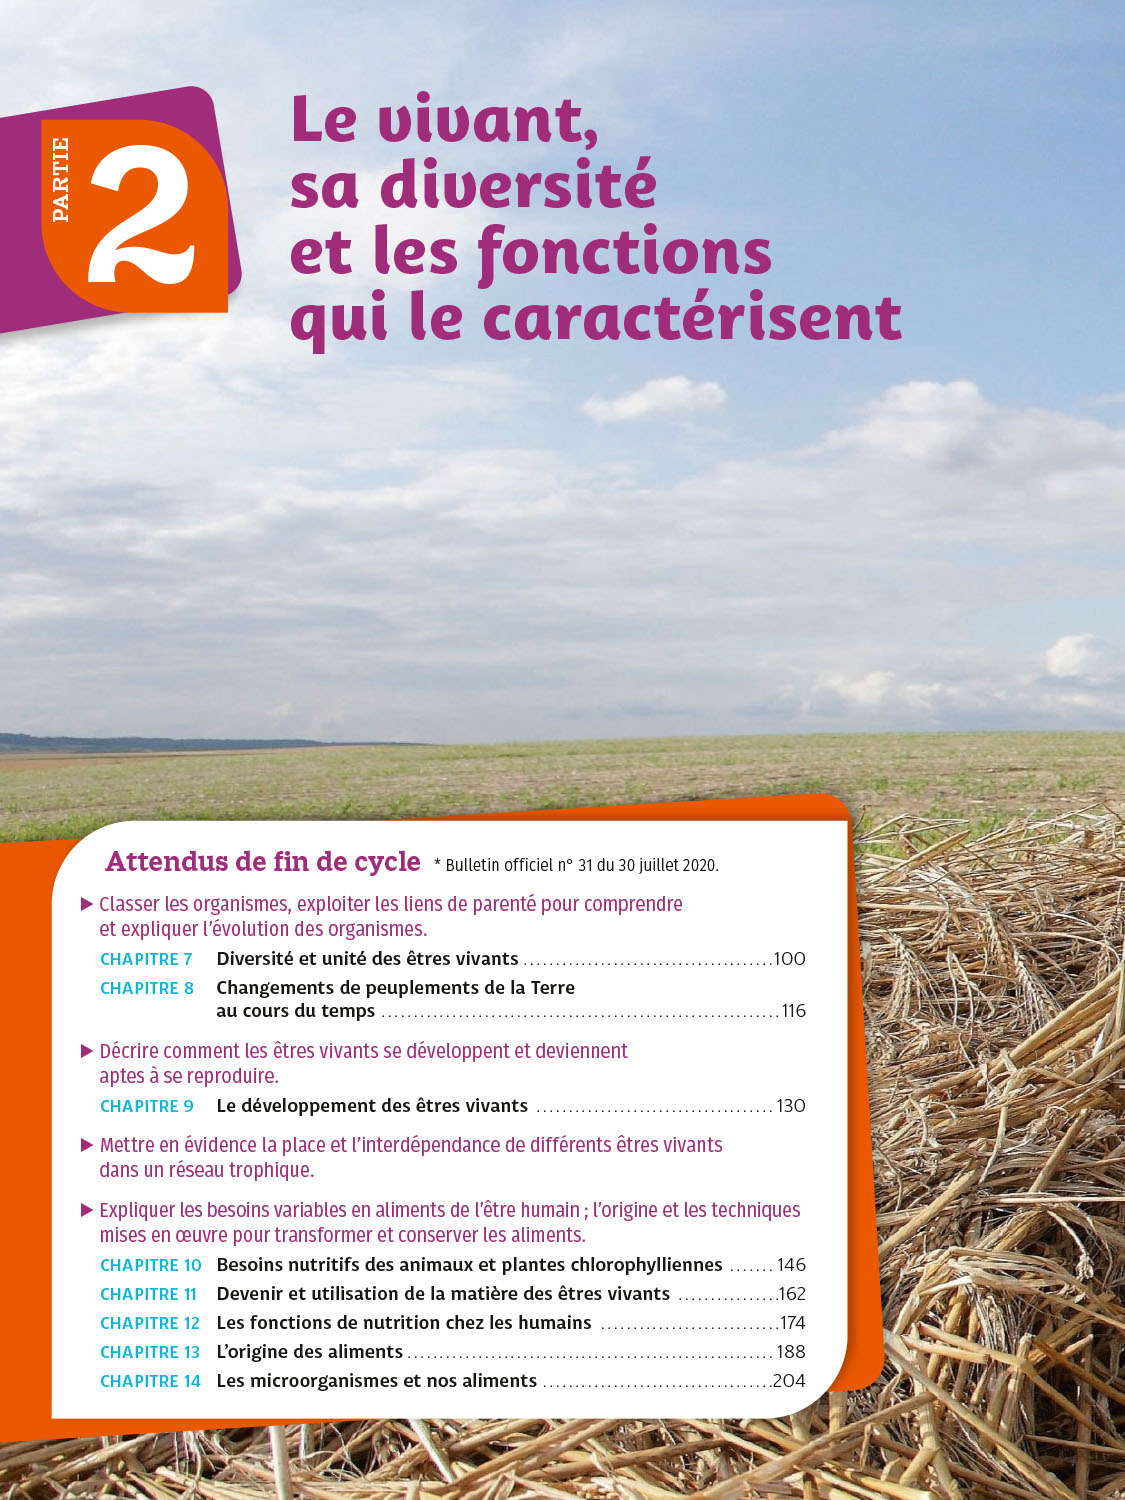 PARTIE
2
Le vivant,
sa diversité
et les fonctions
qui le caractérisent
Attendus de fin de cycle * Bulletin officiel n° 31 du 30 juillet 2020.
▶ Classer les organismes, exploiter les liens de parenté pour comprendre
et expliquer l’évolution des organismes.
CHAPITRE 7 Diversité et unité des êtres vivants ......................................100
CHAPITRE 8 Changements de peuplements de la Terre
au cours du temps .............................................................116
▶ Décrire comment les êtres vivants se développent et deviennent
aptes à se reproduire.
CHAPITRE 9 Le développement des êtres vivants .....................................130
▶ Mettre en évidence la place et l’interdépendance de différents êtres vivants
dans un réseau trophique.
▶ Expliquer les besoins variables en aliments de l’être humain ; l’origine et les techniques
mises en œuvre pour transformer et conserver les aliments.
CHAPITRE 10 Besoins nutritifs des animaux et plantes chlorophylliennes .......146
CHAPITRE 11 Devenir et utilisation de la matière des êtres vivants ................162
CHAPITRE 12 Les fonctions de nutrition chez les humains ............................174
CHAPITRE 13 L’origine des aliments.........................................................188
CHAPITRE 14 Les microorganismes et nos aliments ....................................204